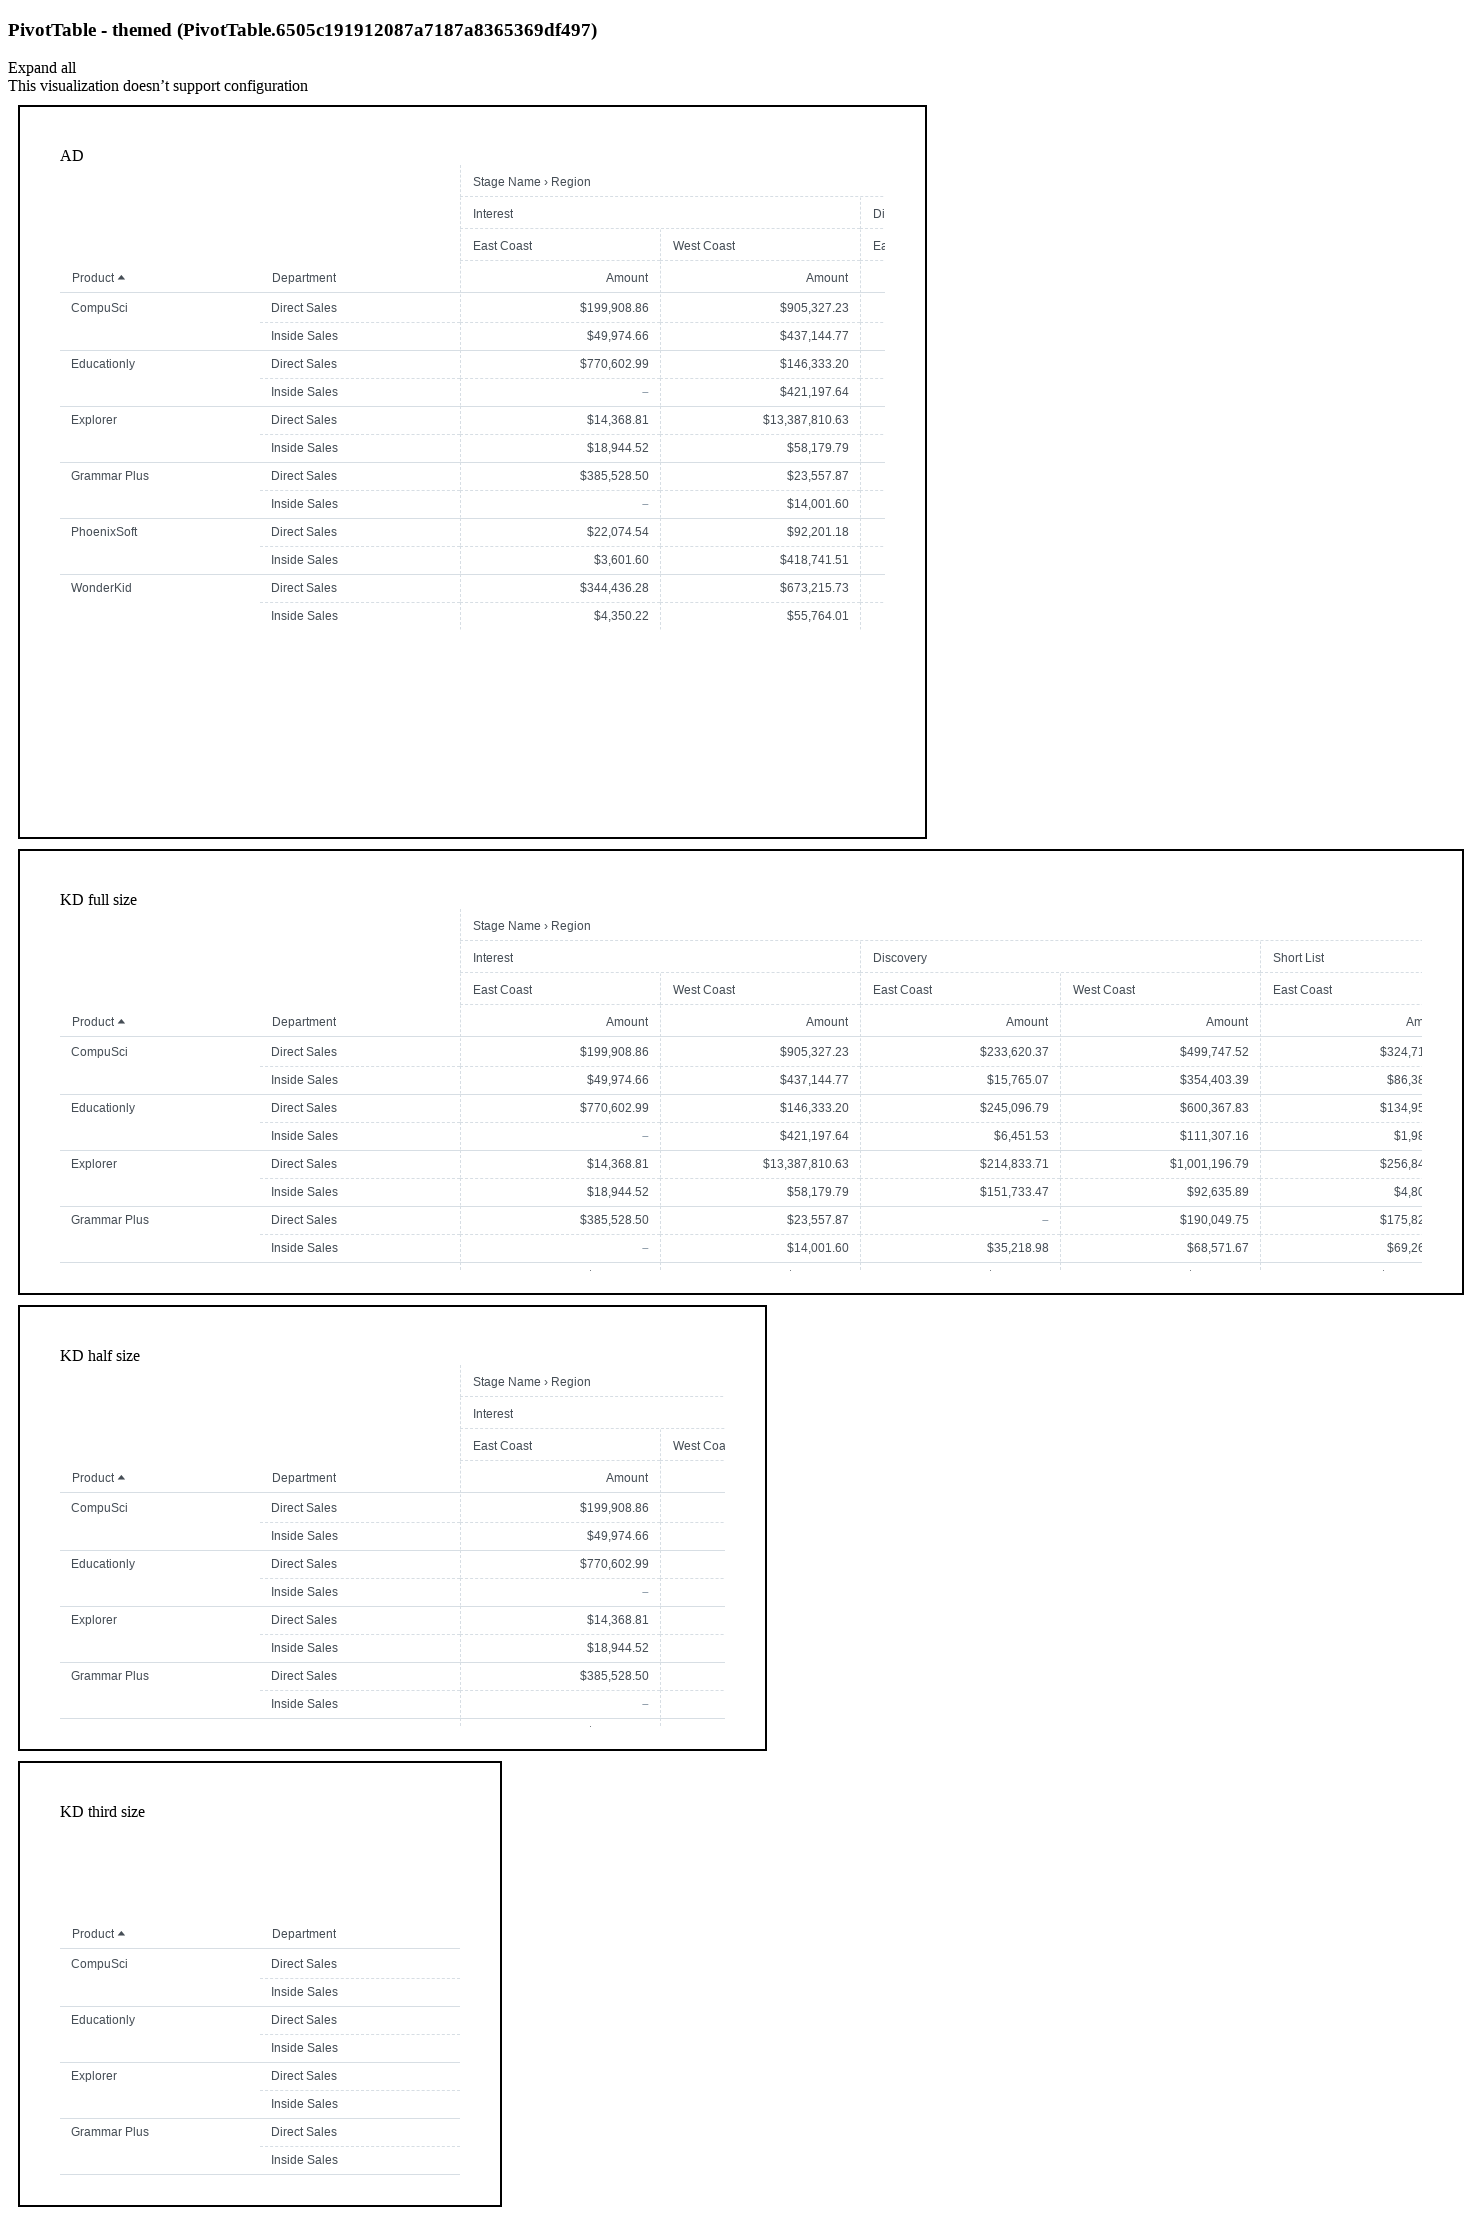 PivotTable - themed (PivotTable.6505c191912087a7187a8365369df497)
Expand all
This visualization doesn’t support configuration
AD
Stage Name › Region
Interest Di
East Coast West Coast Ea
Product Department Amount Amount
CompuSci Direct Sales $199,908.86 $905,327.23
Inside Sales $49,974.66 $437,144.77
Educationly Direct Sales $770,602.99 $146,333.20
Inside Sales – $421,197.64
Explorer Direct Sales $14,368.81 $13,387,810.63
Inside Sales $18,944.52 $58,179.79
Grammar Plus Direct Sales $385,528.50 $23,557.87
Inside Sales – $14,001.60
PhoenixSoft Direct Sales $22,074.54 $92,201.18
Inside Sales $3,601.60 $418,741.51
WonderKid Direct Sales $344,436.28 $673,215.73
Inside Sales $4,350.22 $55,764.01
KD full size
Stage Name › Region
Interest Discovery Short List
East Coast West Coast East Coast West Coast East Coast
Product Department Amount Amount Amount Amount Am
CompuSci Direct Sales $199,908.86 $905,327.23 $233,620.37 $499,747.52 $324,71
Inside Sales $49,974.66 $437,144.77 $15,765.07 $354,403.39 $86,38
Educationly Direct Sales $770,602.99 $146,333.20 $245,096.79 $600,367.83 $134,95
Inside Sales – $421,197.64 $6,451.53 $111,307.16 $1,98
Explorer Direct Sales $14,368.81 $13,387,810.63 $214,833.71 $1,001,196.79 $256,84
Inside Sales $18,944.52 $58,179.79 $151,733.47 $92,635.89 $4,80
Grammar Plus Direct Sales $385,528.50 $23,557.87 – $190,049.75 $175,82
Inside Sales – $14,001.60 $35,218.98 $68,571.67 $69,26
KD half size
Stage Name › Region
Interest
East Coast West Coa
Product Department Amount
CompuSci Direct Sales $199,908.86
Inside Sales $49,974.66
Educationly Direct Sales $770,602.99
Inside Sales –
Explorer Direct Sales $14,368.81
Inside Sales $18,944.52
Grammar Plus Direct Sales $385,528.50
Inside Sales –
KD third size
Product Department
CompuSci Direct Sales
Inside Sales
Educationly Direct Sales
Inside Sales
Explorer Direct Sales
Inside Sales
Grammar Plus Direct Sales
Inside Sales